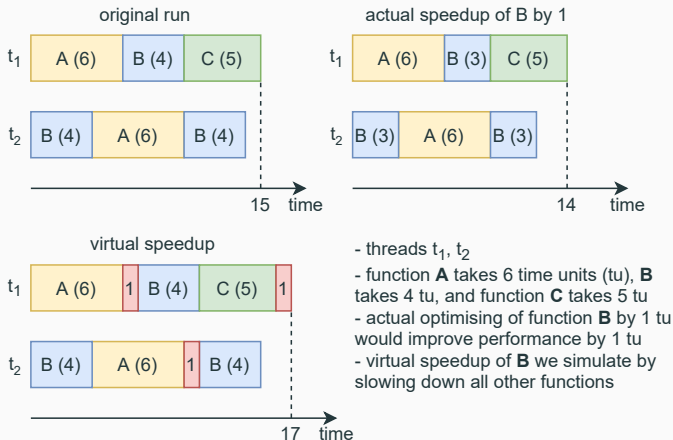 original run
t1 A (6) B (4) C (5)
t2 B (4) A (6) B (4)
15 time
actual speedup of B by 1
t1 A (6) B (3) C (5)
t2 B (3) A (6) B (3)
14 time
virtual speedup
t1 A (6) 1 B (4) C (5) 1
t2 B (4) A (6) 1 B (4)
17 time
- threads t1, t2
- function A takes 6 time units (tu), B
takes 4 tu, and function C takes 5 tu
- actual optimising of function B by 1 tu
would improve performance by 1 tu
- virtual speedup of B we simulate by
slowing down all other functions